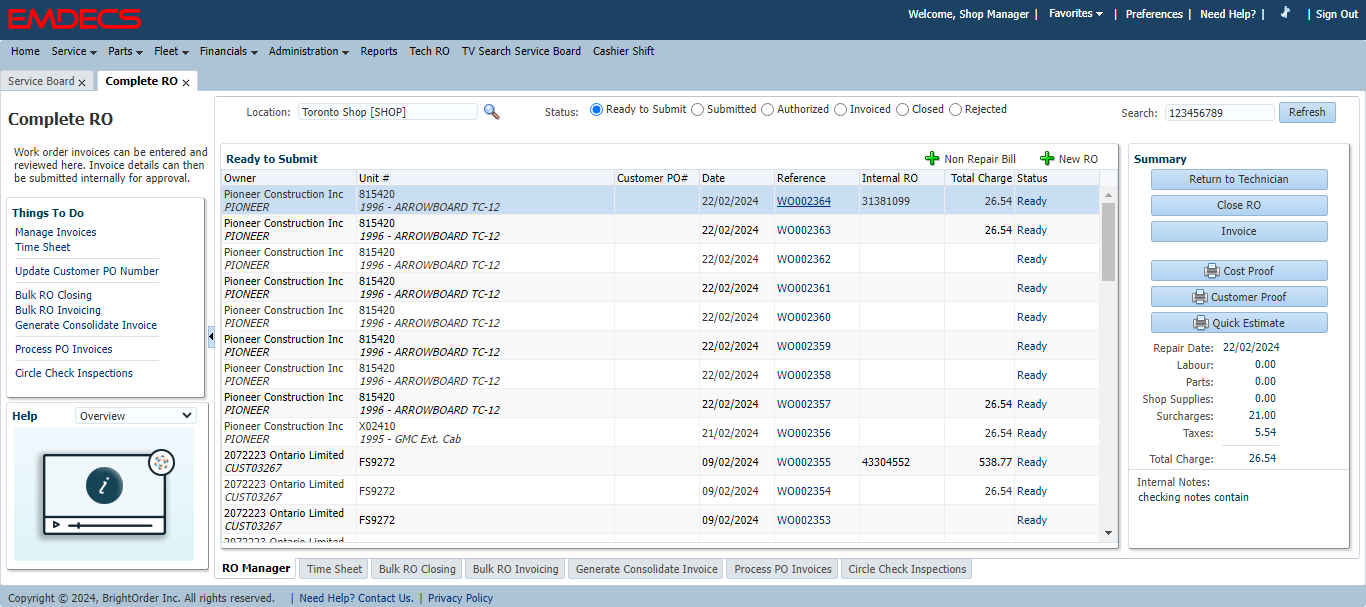 EMDECS
Welcome, Shop Manager | Favorites | Preferences | Need Help? | | Sign Out
Home Service Parts Fleet Financials Administration Reports Tech RO TV Search Service Board Cashier Shift
Service Board x Complete RO x
Complete RO
Work order invoices can be entered and
reviewed here. Invoice details can then
be submitted internally for approval.
Things To Do
Manage Invoices
Time Sheet
Update Customer PO Number
Bulk RO Closing
Bulk RO Invoicing
Generate Consolidate Invoice
Process PO Invoices
Circle Check Inspections
Help Overview
i
Location: Toronto Shop [SHOP] Status: Ready to Submit Submitted Authorized Invoiced Closed Rejected Search: 123456789 Refresh
Ready to Submit Non Repair Bill New RO
Owner Unit # Customer PO# Date Reference Internal RO Total Charge Status
Pioneer Construction Inc 815420
PIONEER 1996 - ARROWBOARD TC-12 22/02/2024 WO002364 31381099 26.54 Ready
Pioneer Construction Inc 815420
PIONEER 1996 - ARROWBOARD TC-12 22/02/2024 WO002363 26.54 Ready
Pioneer Construction Inc 815420
PIONEER 1996 - ARROWBOARD TC-12 22/02/2024 WO002362 Ready
Pioneer Construction Inc 815420
PIONEER 1996 - ARROWBOARD TC-12 22/02/2024 WO002361 Ready
Pioneer Construction Inc 815420
PIONEER 1996 - ARROWBOARD TC-12 22/02/2024 WO002360 Ready
Pioneer Construction Inc 815420
PIONEER 1996 - ARROWBOARD TC-12 22/02/2024 WO002359 Ready
Pioneer Construction Inc 815420
PIONEER 1996 - ARROWBOARD TC-12 22/02/2024 WO002358 Ready
Pioneer Construction Inc 815420
PIONEER 1996 - ARROWBOARD TC-12 22/02/2024 WO002357 26.54 Ready
Pioneer Construction Inc X02410
PIONEER 1995 - GMC Ext. Cab 21/02/2024 WO002356 26.54 Ready
2072223 Ontario Limited
CUST03267 FS9272 09/02/2024 WO002355 43304552 538.77 Ready
2072223 Ontario Limited
CUST03267 FS9272 09/02/2024 WO002354 26.54 Ready
2072223 Ontario Limited
CUST03267 FS9272 09/02/2024 WO002353 Ready
2072223 Ontario Limited
Summary
Return to Technician
Close RO
Invoice
Cost Proof
Customer Proof
Quick Estimate
Repair Date: 22/02/2024
Labour: 0.00
Parts: 0.00
Shop Supplies: 0.00
Surcharges: 21.00
Taxes: 5.54
Total Charge: 26.54
Internal Notes:
checking notes contain
RO Manager Time Sheet Bulk RO Closing Bulk RO Invoicing Generate Consolidate Invoice Process PO Invoices Circle Check Inspections
Copyright © 2024, BrightOrder Inc. All rights reserved. | Need Help? Contact Us. | Privacy Policy